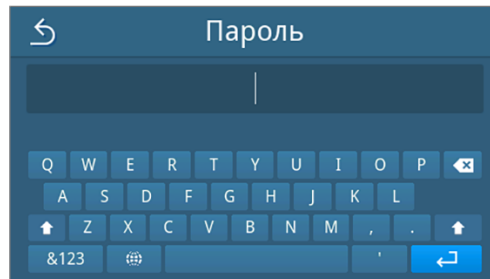 Пароль
Q W E R T Y U I O P
A S D F G H J K L
Z X C V B N M , .
&123 '